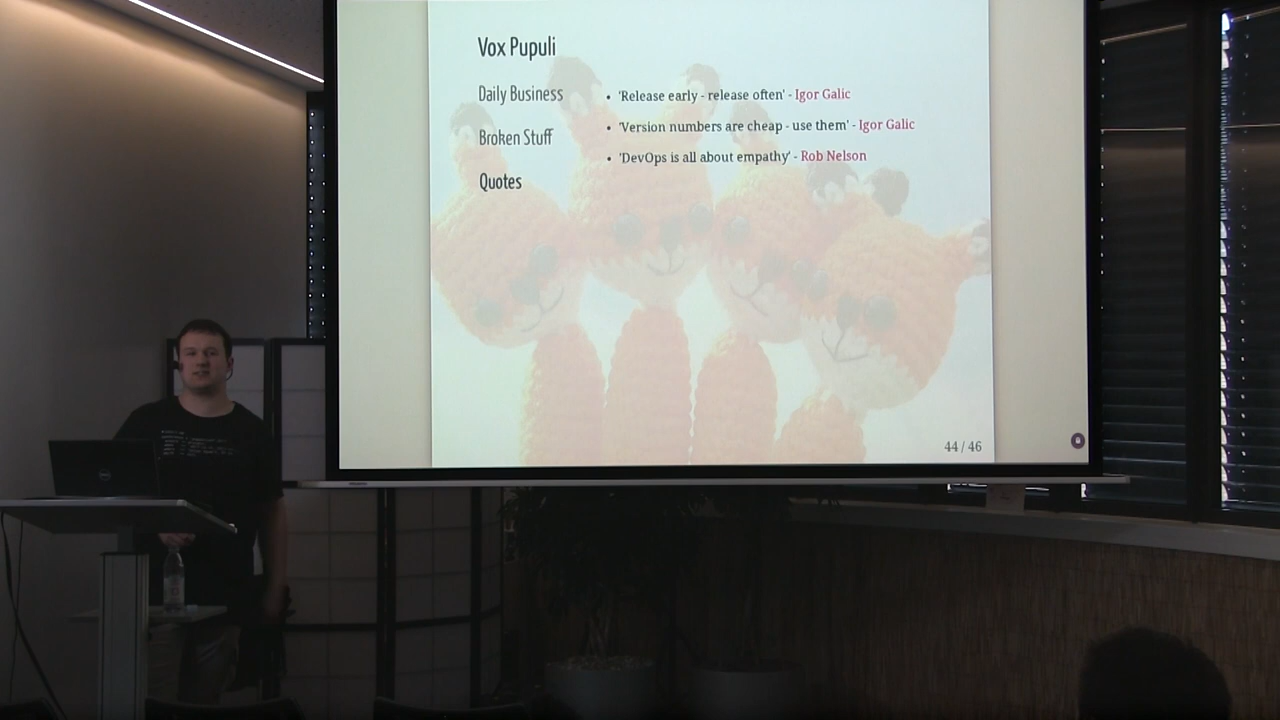 Vox Pupuli
Daily Business
Broken Stuff
Quotes
• 'Release early - release often' - Igor Galic
• 'Version numbers are cheap - use them' - Igor Galic
• 'DevOps is all about empathy' - Rob Nelson
44 / 46